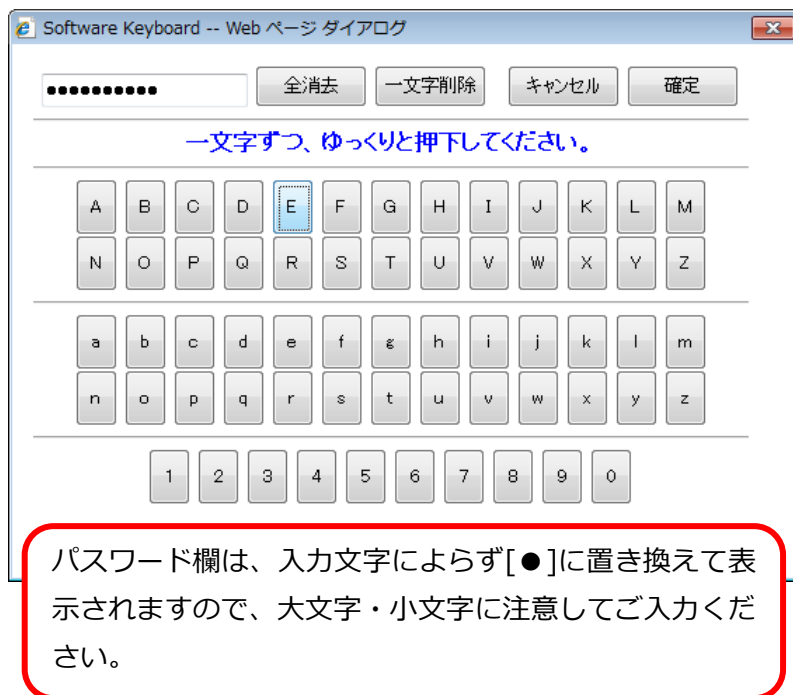 Software Keyboard -- Web ページ ダイアログ
●●●●●●●●●● 全消去 一文字削除 キャンセル 確定
一文字ずつ、ゆっくりと押下してください。
A B C D E F G H I J K L M
N O P Q R S T U V W X Y Z
a b c d e f g h i j k l m
n o p q r s t u v w x y z
1 2 3 4 5 6 7 8 9 0
パスワード欄は、入力文字によらず[●]に置き換えて表
示されますので、大文字・小文字に注意してご入力くだ
さい。